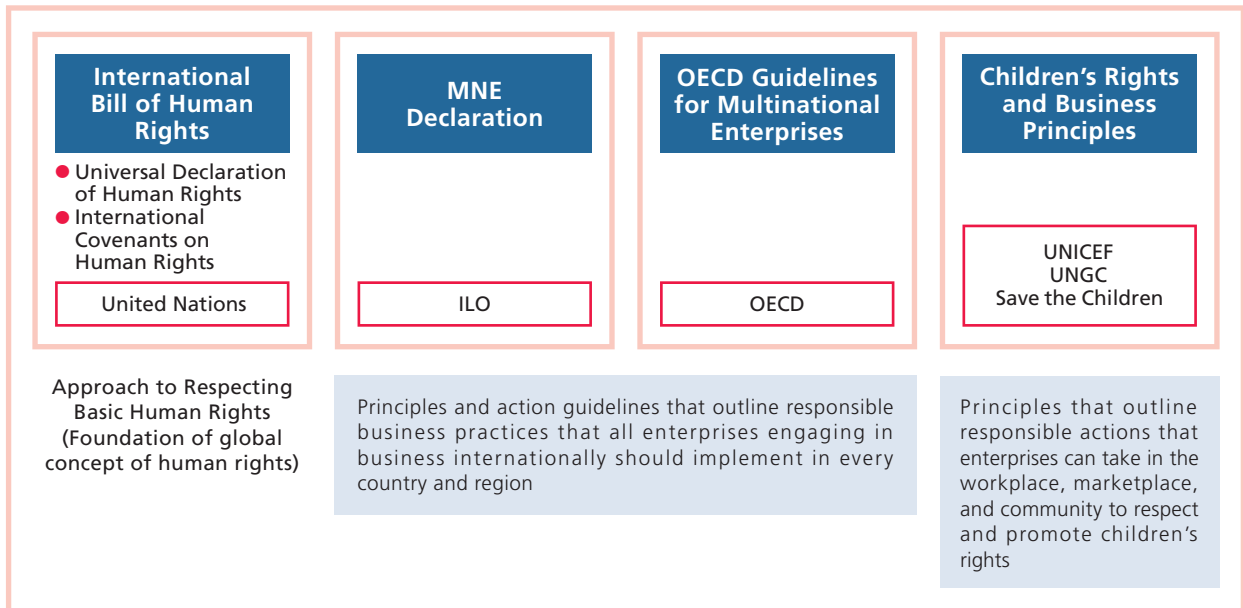 International
Bill of Human
Rights
● Universal Declaration
of Human Rights
● International
Covenants on
Human Rights
United Nations
MNE
Declaration
ILO
OECD Guidelines
for Multinational
Enterprises
OECD
Children's Rights
and Business
Principles
UNICEF
UNGC
Save the Children
Approach to Respecting
Basic Human Rights
(Foundation of global
concept of human rights)
Principles and action guidelines that outline responsible
business practices that all enterprises engaging in
business internationally should implement in every
country and region
Principles that outline
responsible actions that
enterprises can take in the
workplace, marketplace,
and community to respect
and promote children's
rights